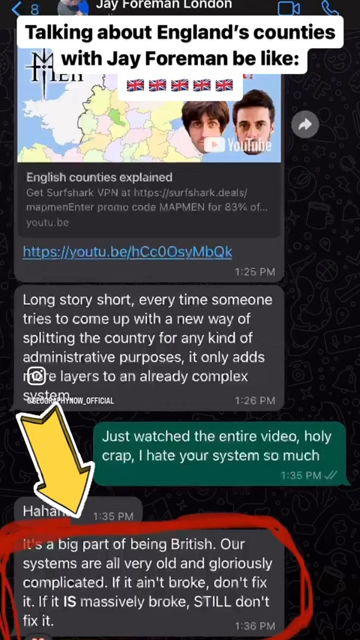 8
Jay Foreman London
Talking about England's counties
with Jay Foreman be like:
YouTube
English counties explained
Get Surfshark VPN at https://surfshark.deals/
mapmenEnter promo code MAPMEN for 83% of...
youtu.be
https://youtu.be/hCc0OsyMbQk
1:25 PM
Long story short, every time someone
tries to come up with a new way of
splitting the country for any kind of
administrative purposes, it only adds
more layers to an already complex
system.
@GEOGRAPHYNOW_OFFICIAL
1:26 PM
Just watched the entire video, holy
crap, I hate your system so much
1:35 PM
1:35 PM
It's a big part of being British. Our
systems are all very old and gloriously
complicated. If it ain't broke, don't fix
it. If it IS massively broke, STILL don't
fix it.
1:36 PM